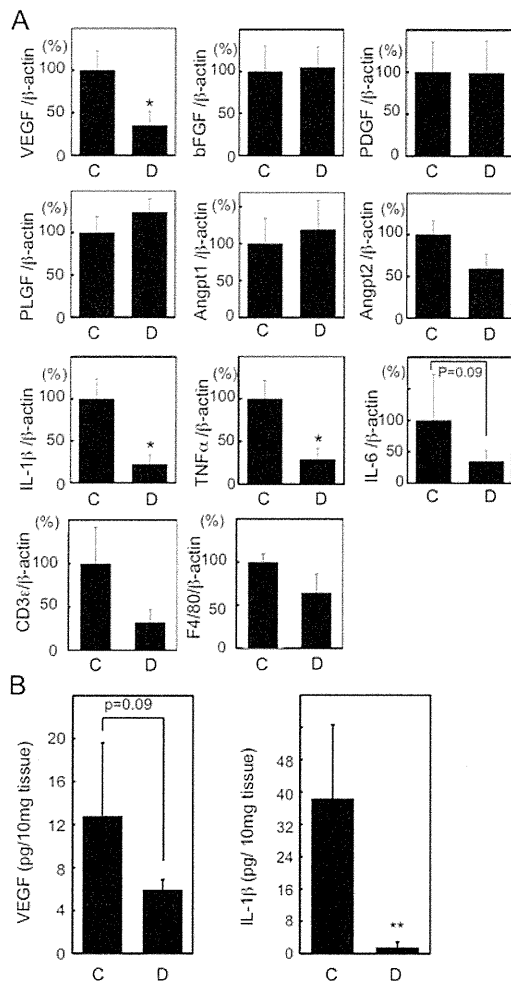 A
(%)
100
50
0
VEGF /β-actin
*
C D
(%)
100
50
0
bFGF /β-actin
C D
(%)
100
50
0
PDGF /β-actin
C D
(%)
100
50
0
PLGF /β-actin
C D
(%)
100
50
0
Angpt1 /β-actin
C D
(%)
100
50
0
Angpt2 /β-actin
C D
(%)
100
50
0
IL-1β /β-actin
*
C D
(%)
100
50
0
TNFα /β-actin
*
C D
(%)
100
50
0
IL-6 /β-actin
P=0.09
C D
(%)
100
50
0
CD3ε/β-actin
C D
(%)
100
50
0
F4/80/β-actin
C D
B
20
16
12
8
4
0
VEGF (pg/10mg tissue)
p=0.09
C D
48
40
32
24
16
8
0
IL-1β (pg/ 10mg tissue)
**
C D